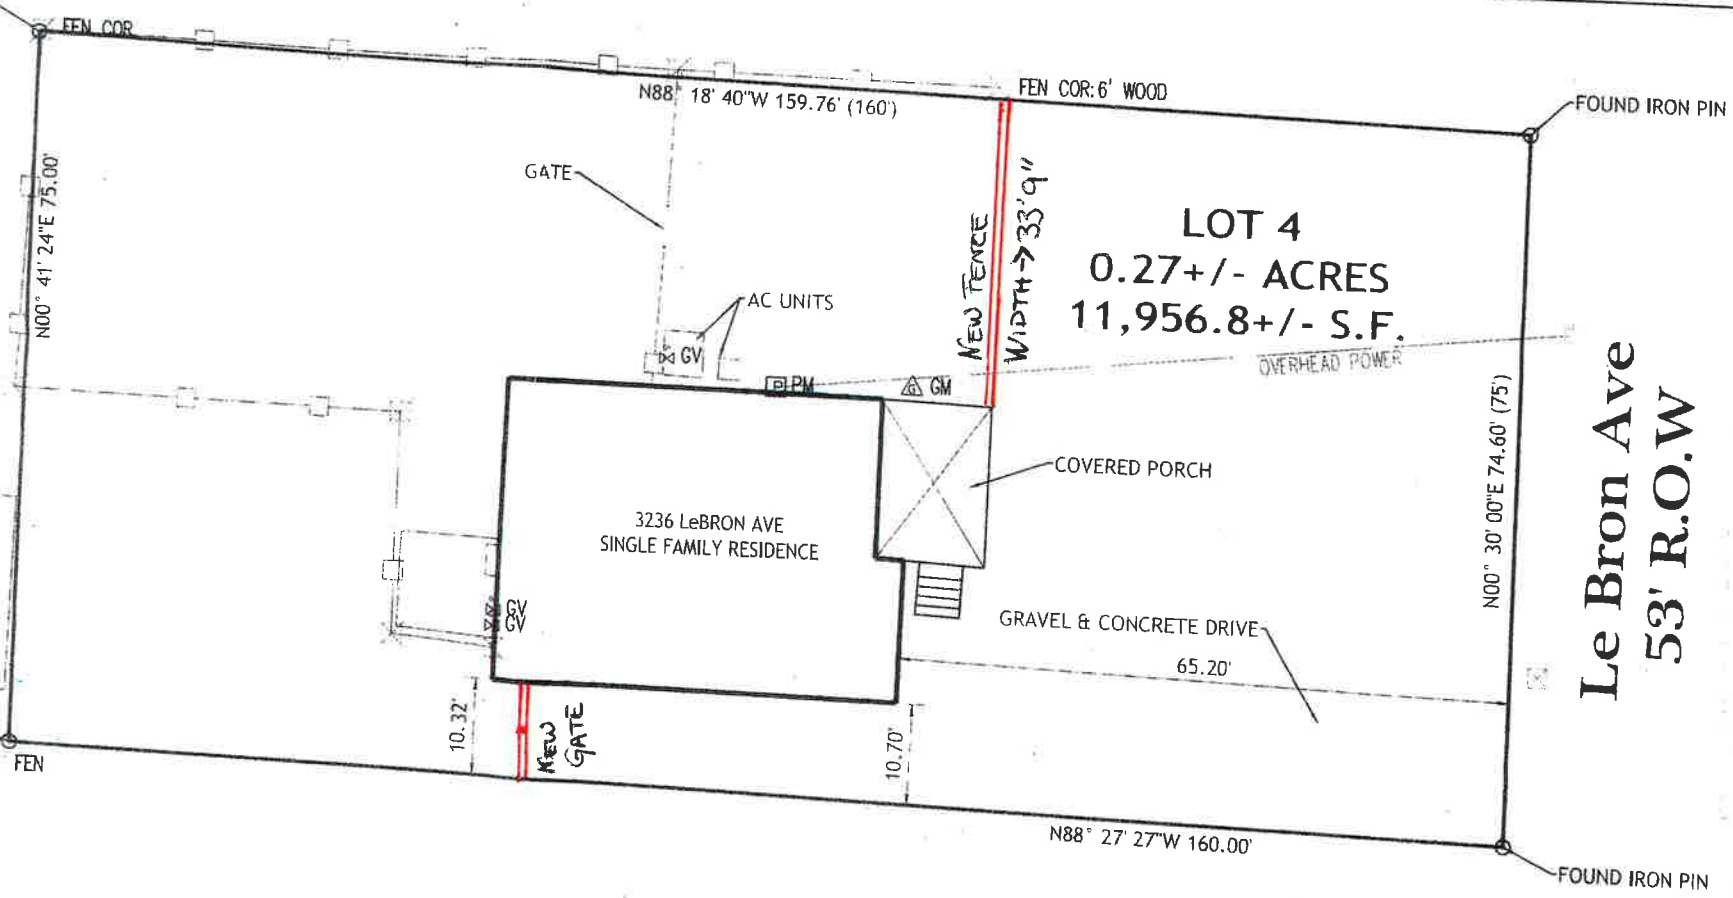 FEN COR
N88° 18' 40"W 159.76' (160')
FEN COR:6' WOOD
FOUND IRON PIN
N00° 41' 24"E 75.00'
GATE
NEW FENCE
WIDTH→33'9"
LOT 4
0.27+/- ACRES
11,956.8+/- S.F.
AC UNITS
GV
P PM
G GM
OVERHEAD POWER
Le Bron Ave
53' R.O.W
N00° 30' 00"E 74.60' (75')
COVERED PORCH
3236 LeBRON AVE
SINGLE FAMILY RESIDENCE
GV
GV
GRAVEL & CONCRETE DRIVE
65.20'
10.32'
NEW
GATE
10.70'
FEN
N88° 27' 27"W 160.00'
FOUND IRON PIN